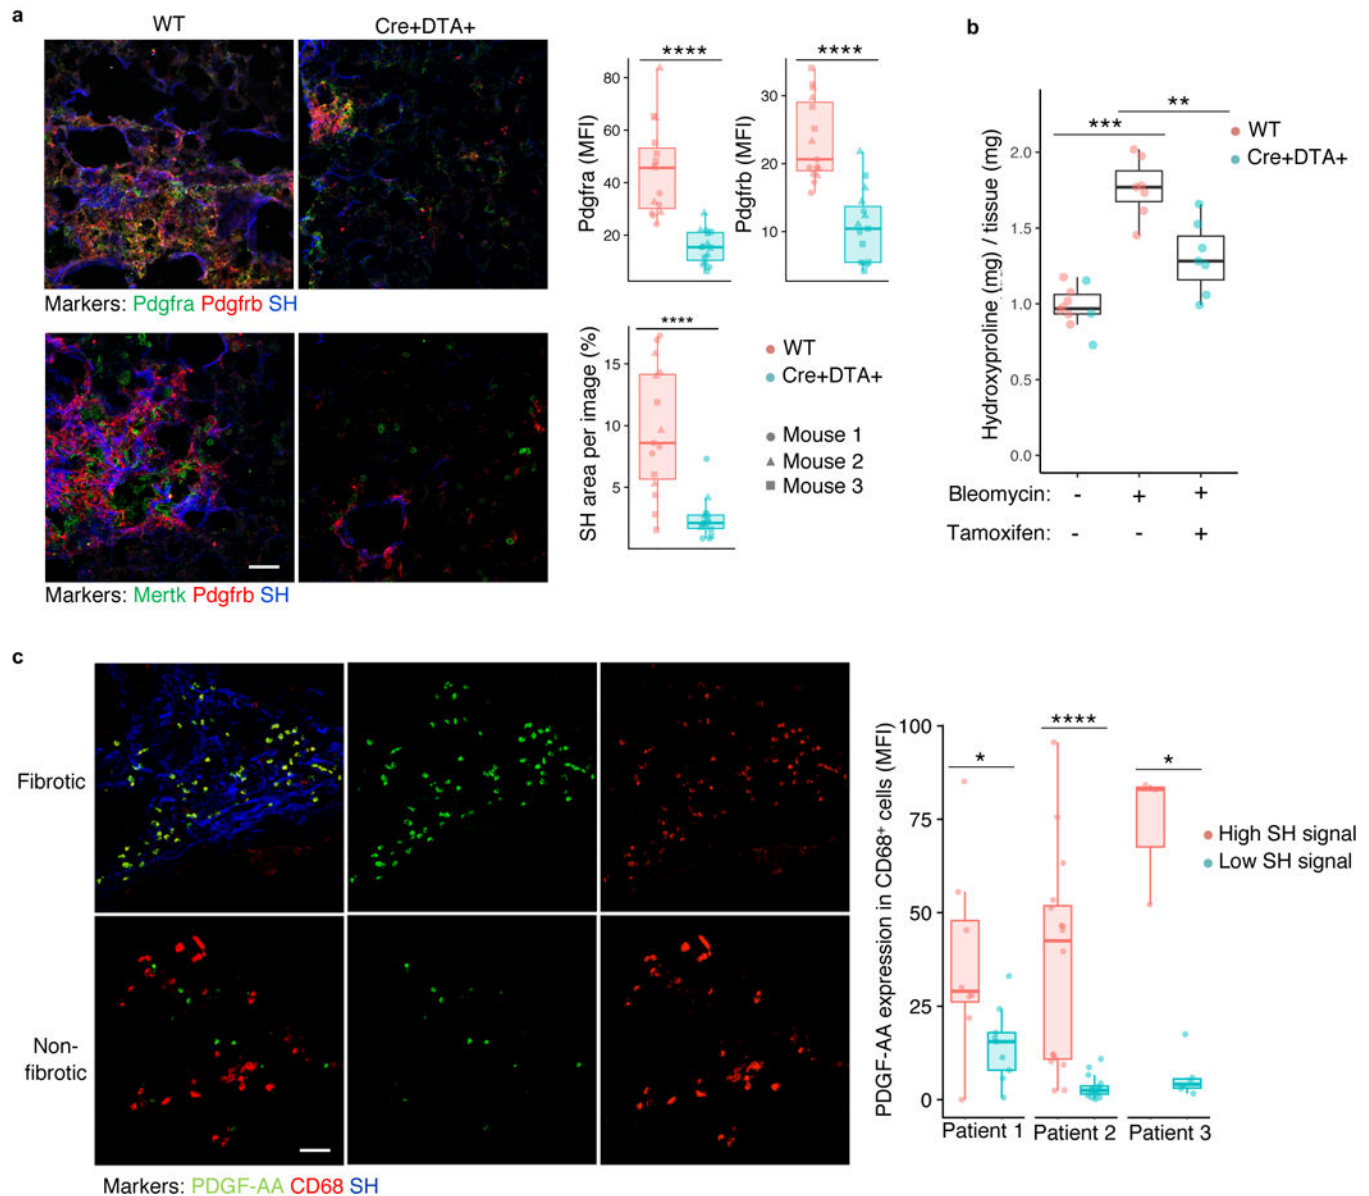 a
WT
Cre+DTA+
Markers: Pdgfra Pdgfrb SH
Markers: Mertk Pdgfrb SH
****
Pdgfra (MFI)
80
60
40
20
****
Pdgfrb (MFI)
30
20
10
****
SH area per image (%)
15
10
5
WT
Cre+DTA+
Mouse 1
Mouse 2
Mouse 3
b
**
***
WT
Cre+DTA+
Hydroxyproline (mg) / tissue (mg)
2.0
1.5
1.0
0.5
0.0
Bleomycin: - + +
Tamoxifen: - - +
c
Fibrotic
Non-
fibrotic
Markers: PDGF-AA CD68 SH
PDGF-AA expression in CD68⁺ cells (MFI)
100
75
50
25
0
*
****
*
High SH signal
Low SH signal
Patient 1 Patient 2 Patient 3